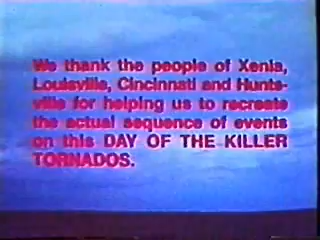 We thank the people of Xenia,
Louisville, Cincinnati and Hunts-
ville for helping us to recreate
the actual sequence of events
on this DAY OF THE KILLER
TORNADOS.